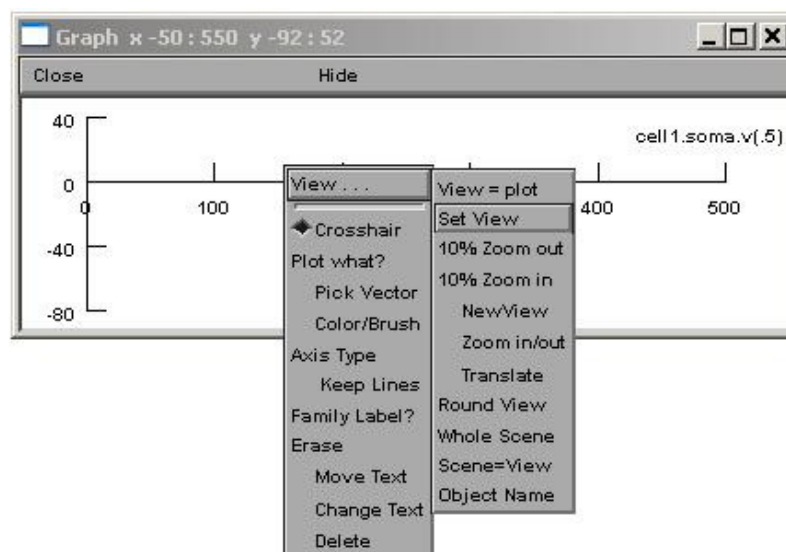 Graph x -50 : 550 y -92 : 52
Close Hide
40
cell1.soma.v(.5)
0
0 100 400 500
-40
-80
View . . .
Crosshair
Plot what?
Pick Vector
Color/Brush
Axis Type
Keep Lines
Family Label?
Erase
Move Text
Change Text
Delete
View = plot
Set View
10% Zoom out
10% Zoom in
NewView
Zoom in/out
Translate
Round View
Whole Scene
Scene=View
Object Name